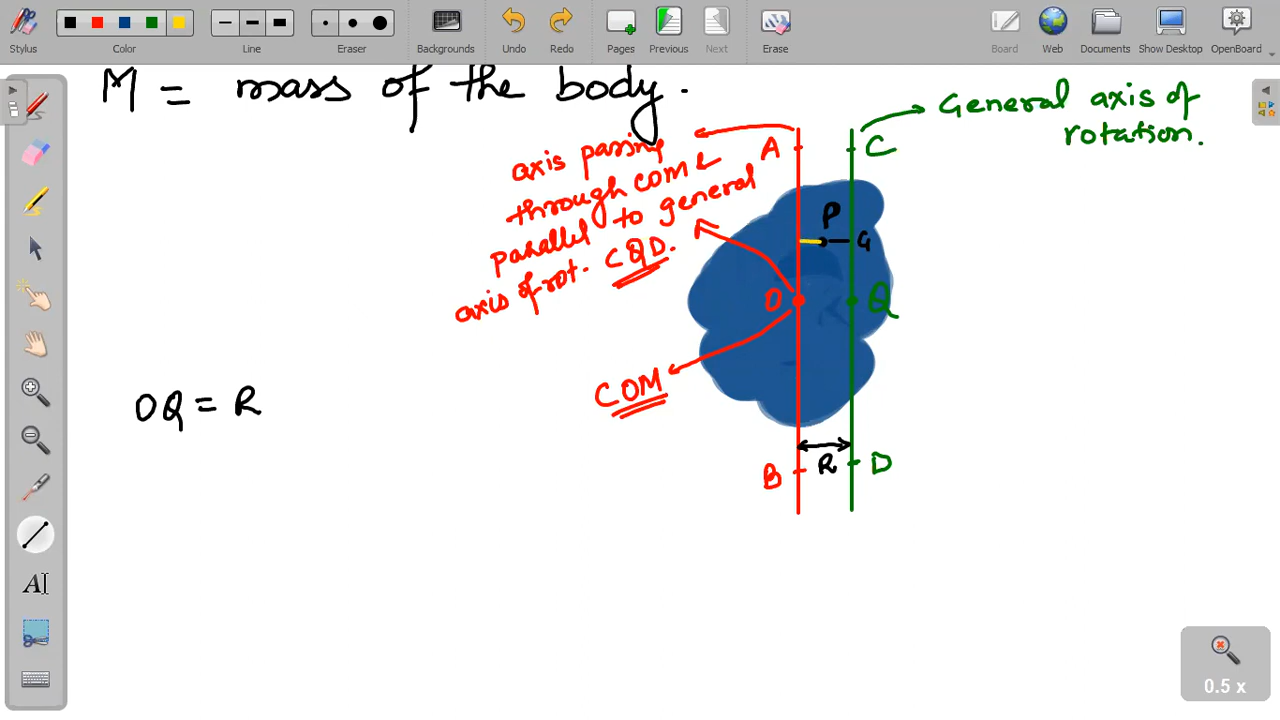 Stylus
Color
Line
Eraser
Backgrounds
Undo
Redo
Pages
Previous
Next
Erase
Board
Web
Documents
Show Desktop
OpenBoard
M = mass of the body.
General axis of
rotation.
A
C
axis passing
through COM &
parallel to general
axis of rot. CQD.
P
G
O
Q
COM
OQ = R
R
B
D
AI
0.5 x